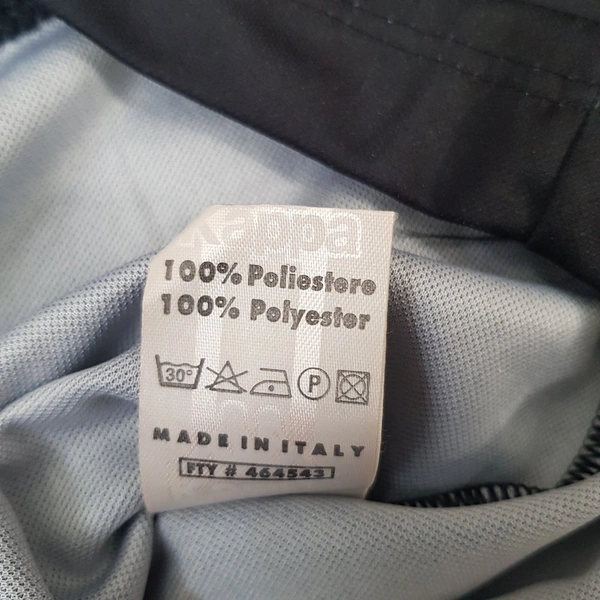 Kappa
100% Poliestere
100% Polyester
30° P
MADE IN ITALY
FTY # 464543